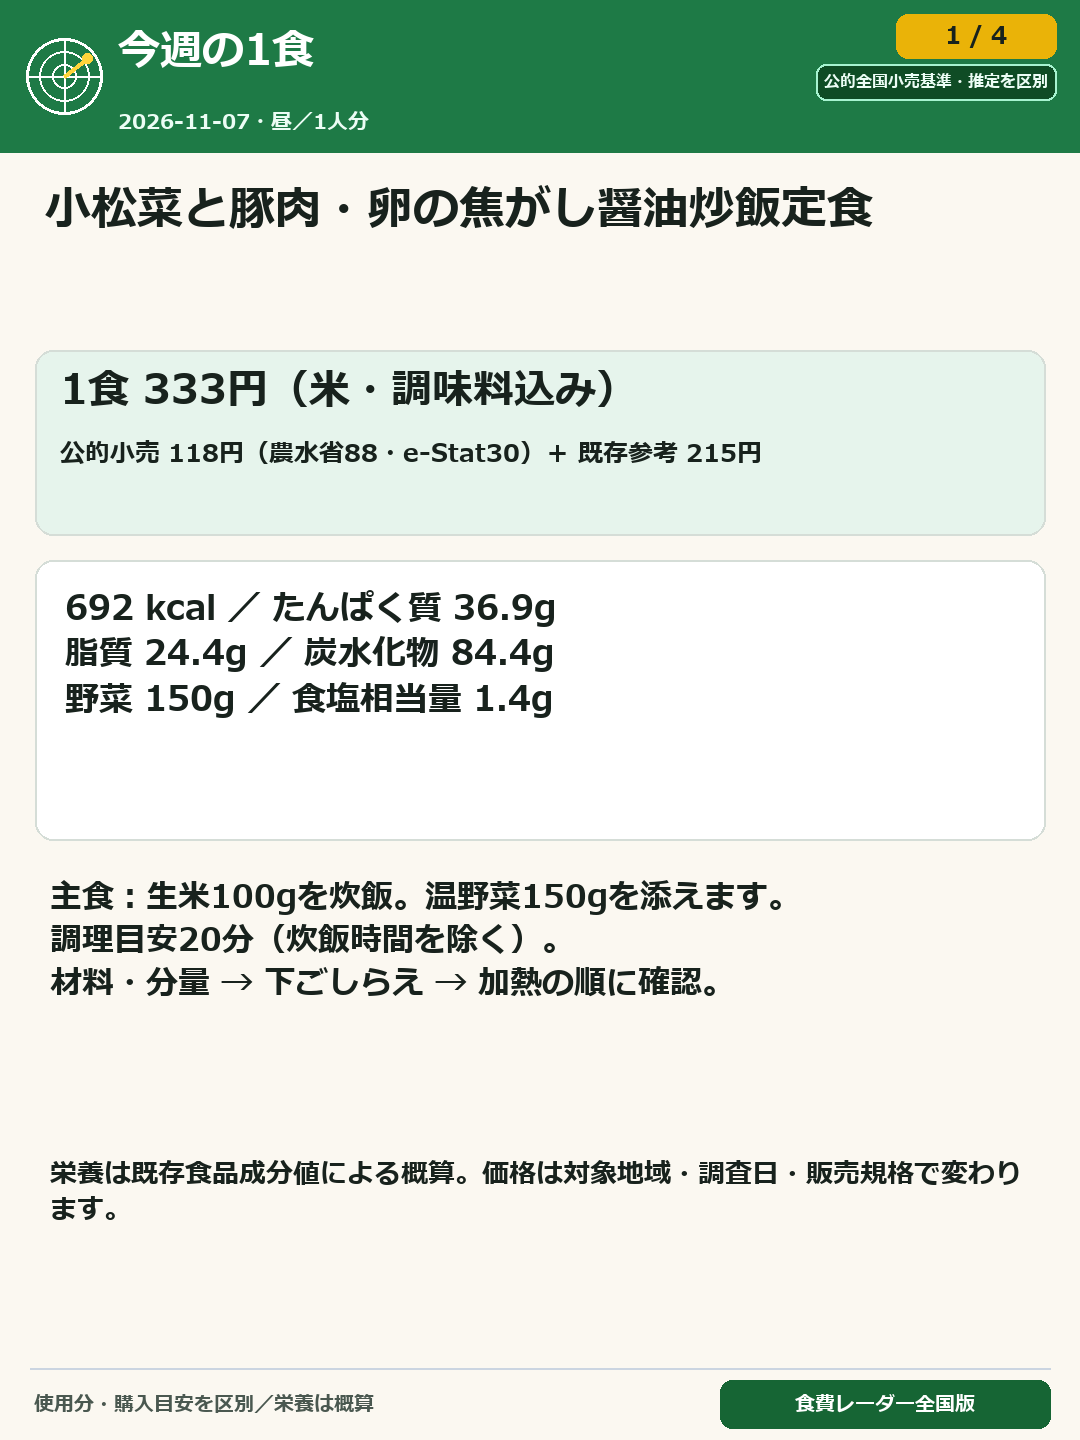 今週の1食
1 / 4
公的全国小売基準・推定を区別
2026-11-07・昼／1人分
小松菜と豚肉・卵の焦がし醤油炒飯定食
1食 333円（米・調味料込み）
公的小売 118円（農水省88・e-Stat30）＋ 既存参考 215円
692 kcal ／ たんぱく質 36.9g
脂質 24.4g ／ 炭水化物 84.4g
野菜 150g ／ 食塩相当量 1.4g
主食：生米100gを炊飯。温野菜150gを添えます。
調理目安20分（炊飯時間を除く）。
材料・分量 → 下ごしらえ → 加熱の順に確認。
栄養は既存食品成分値による概算。価格は対象地域・調査日・販売規格で変わり
ます。
使用分・購入目安を区別／栄養は概算
食費レーダー全国版